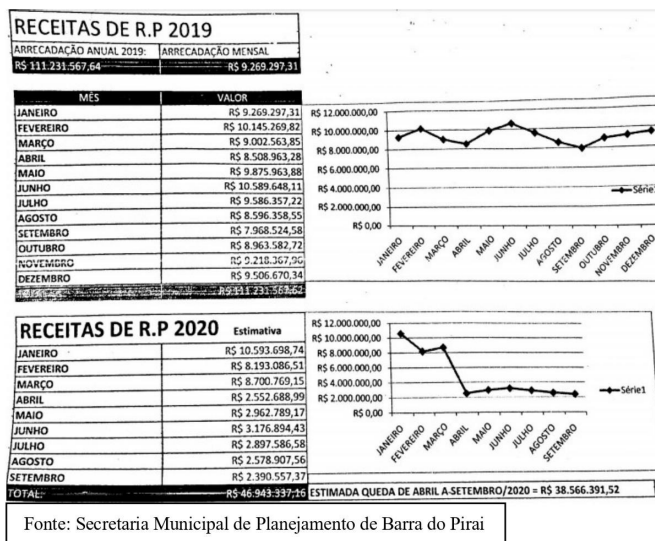 RECEITAS DE R.P 2019
ARRECADAÇÃO ANUAL 2019: ARRECADAÇÃO MENSAL
R$ 111.231.567,64 R$ 9.269.297,31
MÊS VALOR
JANEIRO R$ 9.269.297,31
FEVEREIRO R$ 10.145.269,82
MARÇO R$ 9.002.563,85
ABRIL R$ 8.508.963,28
MAIO R$ 9.875.963,88
JUNHO R$ 10.589.648,11
JULHO R$ 9.586.357,22
AGOSTO R$ 8.596.358,55
SETEMBRO R$ 7.968.524,58
OUTUBRO R$ 8.963.582,72
NOVEMBRO R$ 9.218.367,96
DEZEMBRO R$ 9.506.670,34
R$ 12.000.000,00
R$ 10.000.000,00
R$ 8.000.000,00
R$ 6.000.000,00
R$ 4.000.000,00
R$ 2.000.000,00
R$ 0,00
Série1
JANEIRO
FEVEREIRO
MARÇO
ABRIL
MAIO
JUNHO
JULHO
AGOSTO
SETEMBRO
OUTUBRO
NOVEMBRO
DEZEMBRO
RECEITAS DE R.P 2020 Estimativa
JANEIRO R$ 10.593.698,74
FEVEREIRO R$ 8.193.086,51
MARÇO R$ 8.700.769,15
ABRIL R$ 2.552.688,99
MAIO R$ 2.962.789,17
JUNHO R$ 3.176.894,43
JULHO R$ 2.897.586,58
AGOSTO R$ 2.578.907,56
SETEMBRO R$ 2.390.557,37
TOTAL: R$ 46.943.337,16
R$ 12.000.000,00
R$ 10.000.000,00
R$ 8.000.000,00
R$ 6.000.000,00
R$ 4.000.000,00
R$ 2.000.000,00
R$ 0,00
Série1
JANEIRO
FEVEREIRO
MARÇO
ABRIL
MAIO
JUNHO
JULHO
AGOSTO
SETEMBRO
ESTIMADA QUEDA DE ABRIL A SETEMBRO/2020 = R$ 38.566.391,52
Fonte: Secretaria Municipal de Planejamento de Barra do Pirai